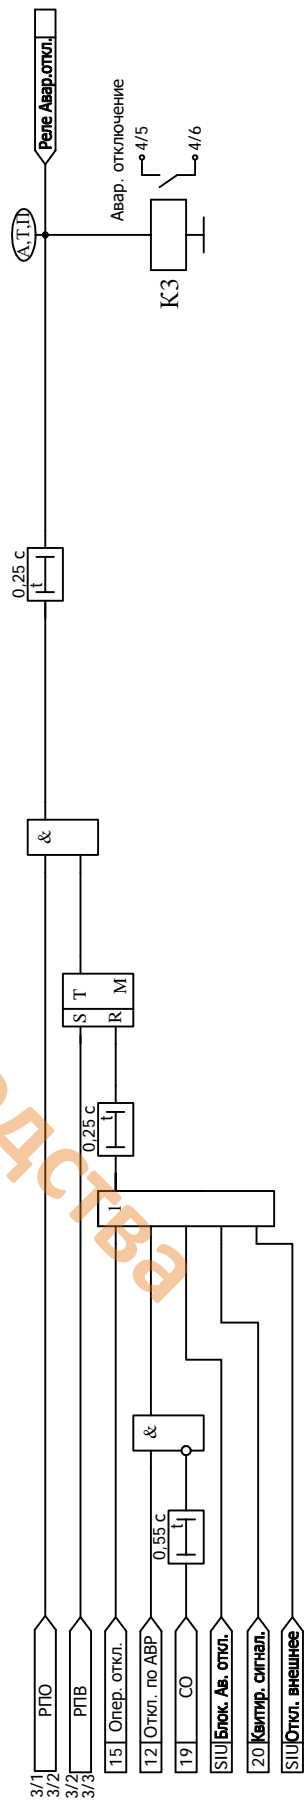 3/1
3/2
РПО
3/2
3/3
РПВ
15 Опер. откл.
12 Откл. по АВР
19 СО
SIU Блок. Ав. откл.
20 Квитир. сигнал.
SIU Откл. внешнее
0,55 с
t
&
1
0,25 с
t
S T
R M
&
0,25 с
t
А,Т,П
Реле Авар.откл.
Авар. отключение
4/5
4/6
К3
одства